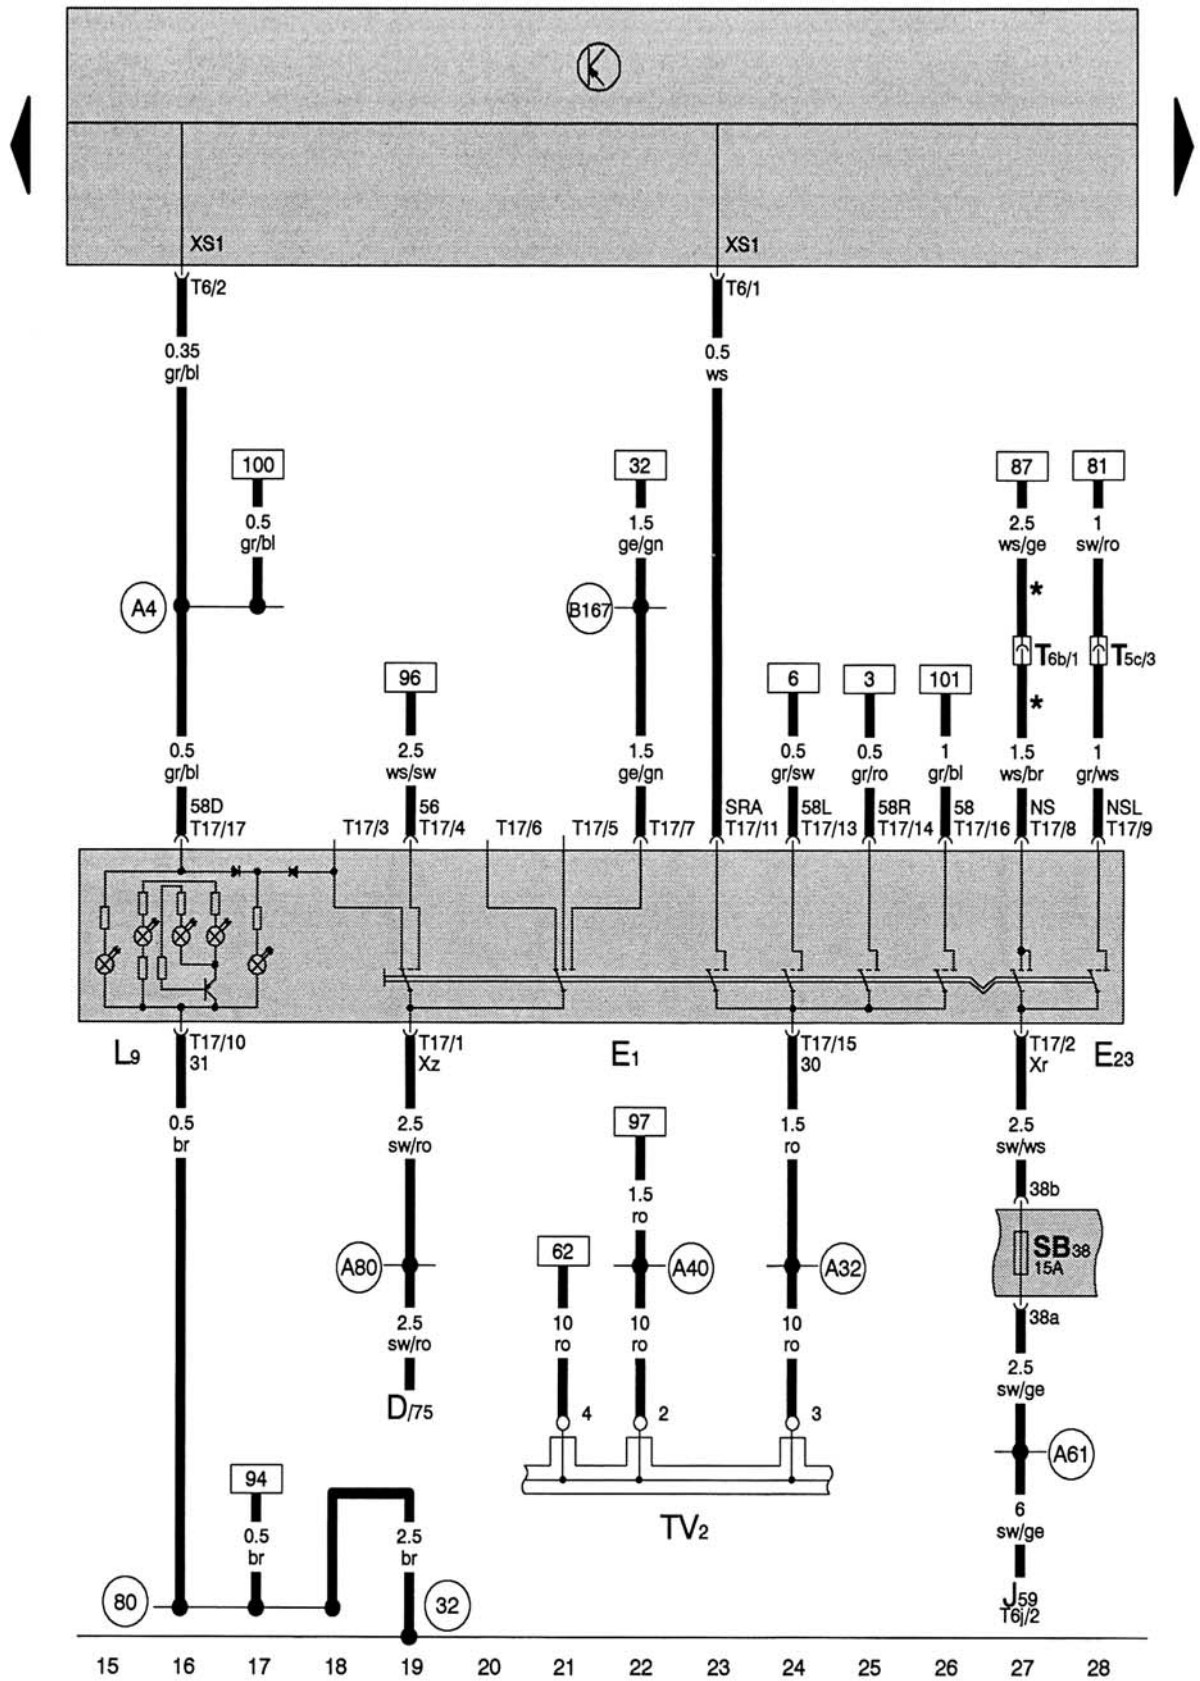 XS1 XS1
T6/2 T6/1
0.35 0.5
gr/bl ws
100 32 87 81
0.5 1.5 2.5 1
gr/bl ge/gn ws/ge sw/ro
*
A4 B167
T6b/1 T5c/3
96 6 3 101
*
0.5 2.5 1.5 0.5 0.5 1 1.5 1
gr/bl ws/sw ge/gn gr/sw gr/ro gr/bl ws/br gr/ws
58D 56 SRA 58L 58R 58 NS NSL
T17/17 T17/3 T17/4 T17/6 T17/5 T17/7 T17/11 T17/13 T17/14 T17/16 T17/8 T17/9
T17/10 T17/1 T17/15 T17/2
L9 31 Xz E1 30 Xr E23
97
0.5 2.5 1.5 2.5
br sw/ro ro sw/ws
1.5 38b
ro
62 SB38
A80 A40 A32 15A
38a
2.5 10 10 10
sw/ro ro ro ro
2.5
sw/ge
D/75 4 2 3
A61
94
6
TV2 sw/ge
0.5 2.5
br br
80 32 J59
T6j/2
15 16 17 18 19 20 21 22 23 24 25 26 27 28